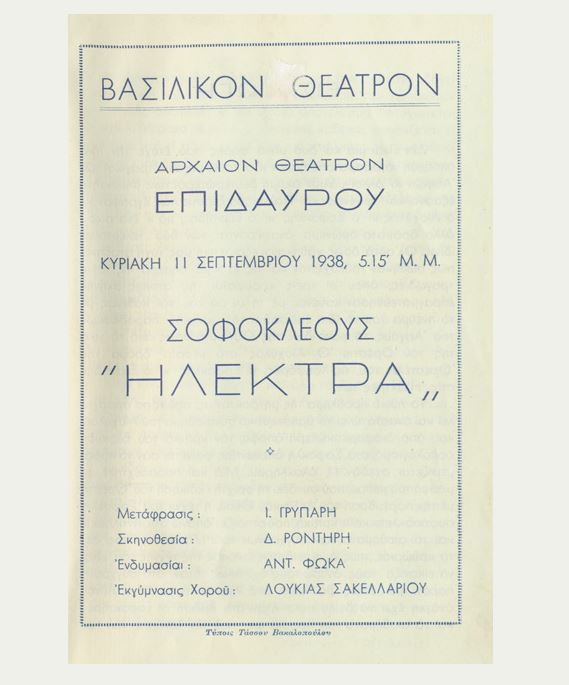 ΒΑΣΙΛΙΚΟΝ ΘΕΑΤΡΟΝ
ΑΡΧΑΙΟΝ ΘΕΑΤΡΟΝ
ΕΠΙΔΑΥΡΟΥ
ΚΥΡΙΑΚΗ 11 ΣΕΠΤΕΜΒΡΙΟΥ 1938, 5.15′ Μ. Μ.
ΣΟΦΟΚΛΕΟΥΣ
“ΗΛΕΚΤΡΑ„
Μετάφρασις : Ἰ. ΓΡΥΠΑΡΗ
Σκηνοθεσία : Δ. ΡΟΝΤΗΡΗ
Ἐνδυμασίαι : ΑΝΤ. ΦΩΚΑ
Ἐκγύμνασις Χοροῦ : ΛΟΥΚΙΑΣ ΣΑΚΕΛΛΑΡΙΟΥ
Τύποις Τάσσου Βακαλοπούλου